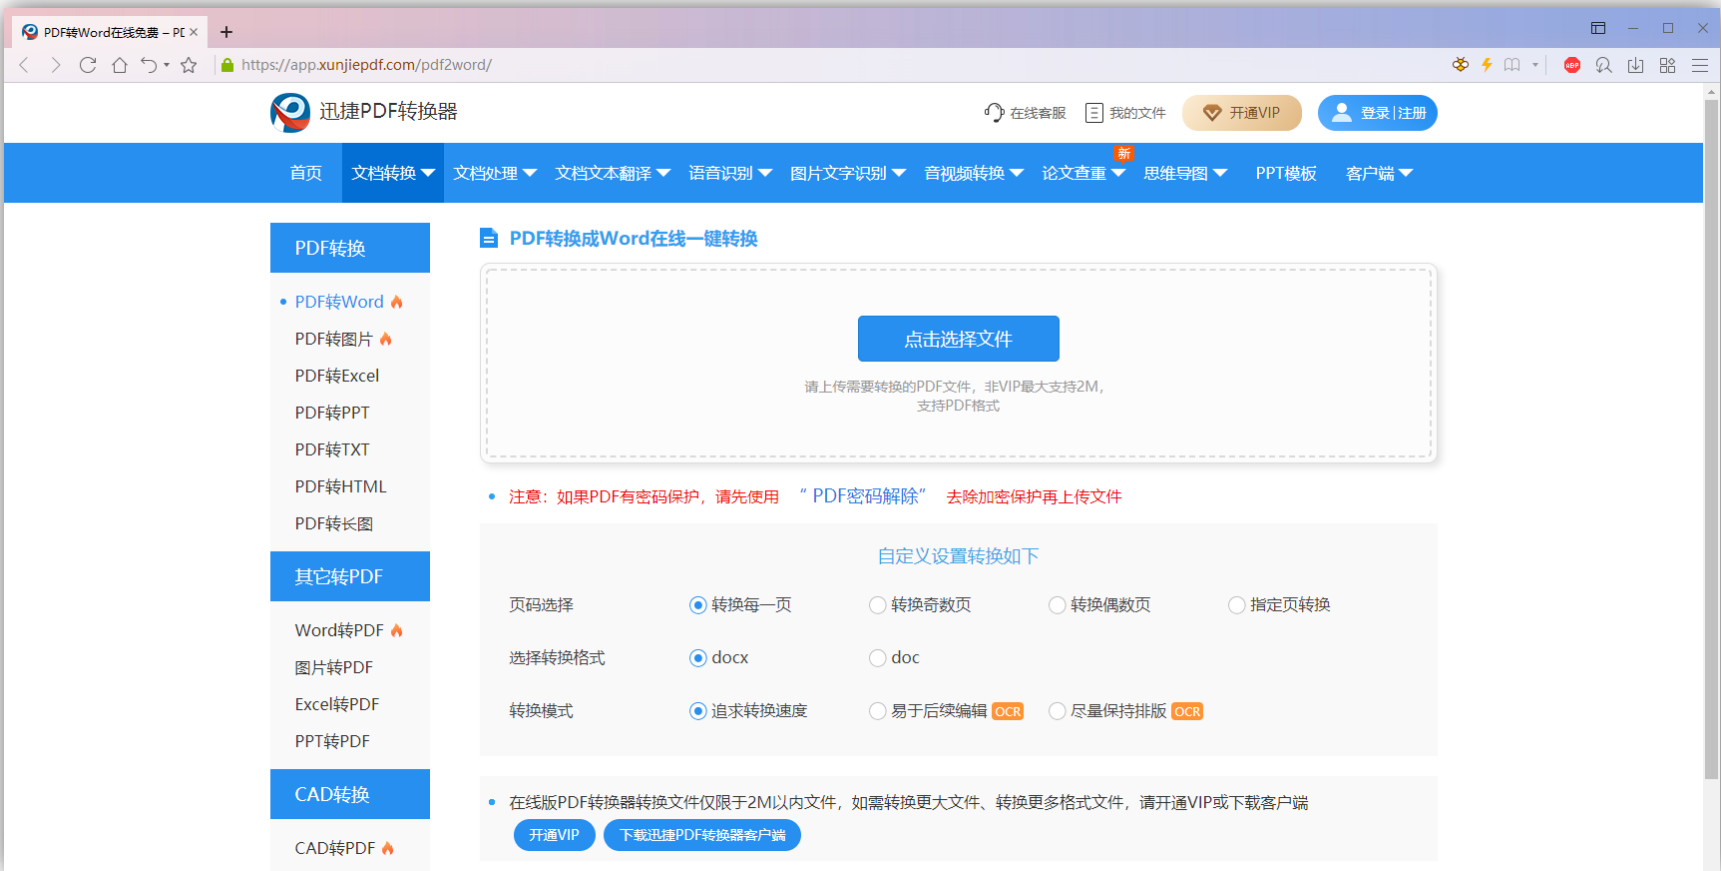 PDF转Word在线免费 – PD
https://app.xunjiepdf.com/pdf2word/
ABP
迅捷PDF转换器
在线客服 我的文件 开通VIP 登录|注册
新
首页 文档转换 文档处理 文档文本翻译 语音识别 图片文字识别 音视频转换 论文查重 思维导图 PPT模板 客户端
PDF转换
PDF转Word
PDF转图片
PDF转Excel
PDF转PPT
PDF转TXT
PDF转HTML
PDF转长图
其它转PDF
Word转PDF
图片转PDF
Excel转PDF
PPT转PDF
CAD转换
CAD转PDF
PDF转换成Word在线一键转换
点击选择文件
请上传需要转换的PDF文件，非VIP最大支持2M，
支持PDF格式
注意：如果PDF有密码保护，请先使用 “ PDF密码解除” 去除加密保护再上传文件
自定义设置转换如下
页码选择 转换每一页 转换奇数页 转换偶数页 指定页转换
选择转换格式 docx doc
转换模式 追求转换速度 易于后续编辑 OCR 尽量保持排版 OCR
在线版PDF转换器转换文件仅限于2M以内文件，如需转换更大文件、转换更多格式文件，请开通VIP或下载客户端
开通VIP 下载迅捷PDF转换器客户端